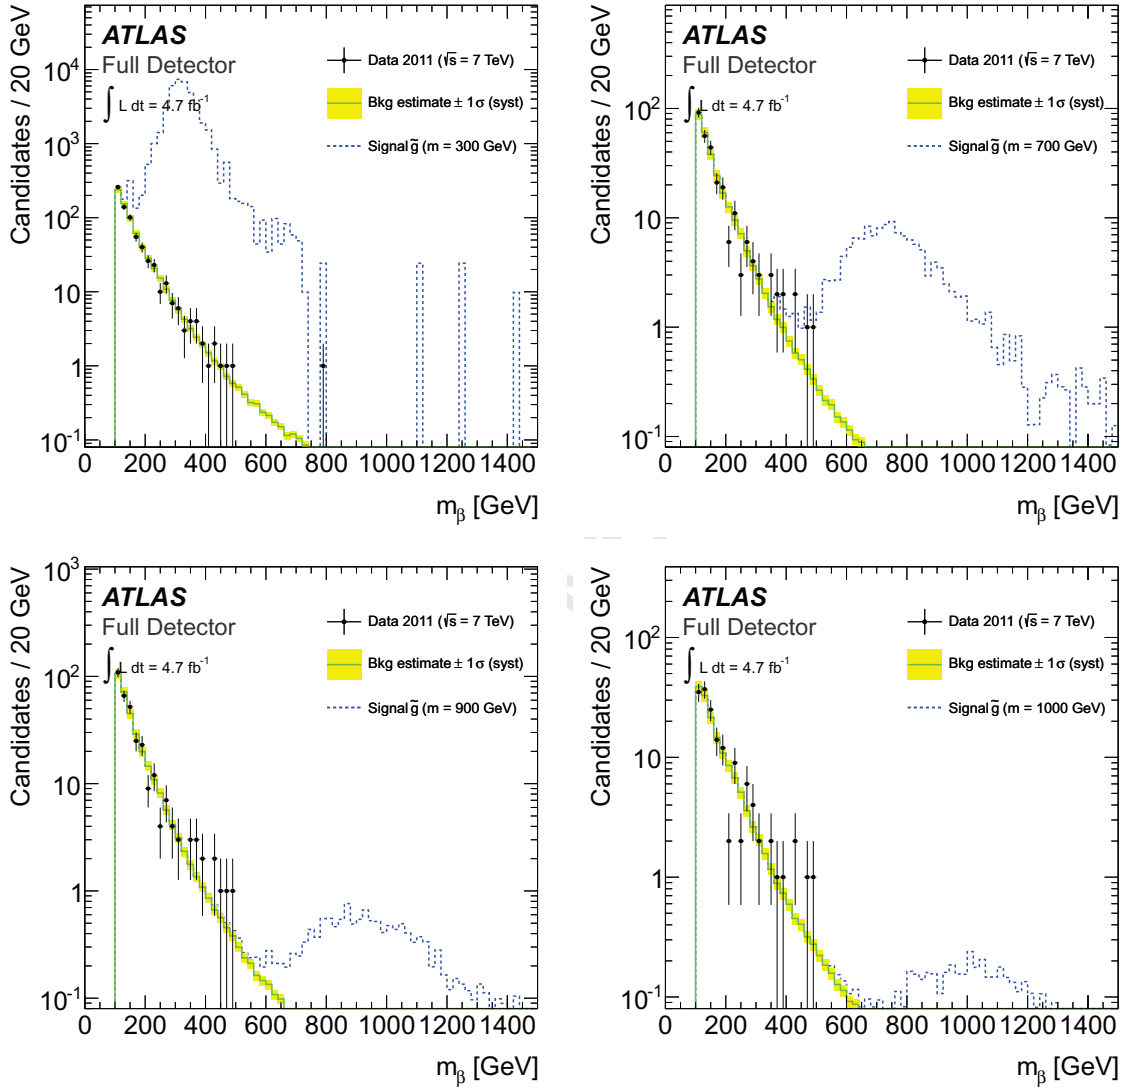 Candidates / 20 GeV
ATLAS
Full Detector
∫ L dt = 4.7 fb⁻¹
Data 2011 (√s = 7 TeV)
Bkg estimate ± 1 σ (syst)
Signal g̃ (m = 300 GeV)
10⁴
10³
10²
10
1
10⁻¹
0 200 400 600 800 1000 1200 1400
m_β [GeV]
Candidates / 20 GeV
ATLAS
Full Detector
∫ L dt = 4.7 fb⁻¹
Data 2011 (√s = 7 TeV)
Bkg estimate ± 1 σ (syst)
Signal g̃ (m = 700 GeV)
10²
10
1
10⁻¹
0 200 400 600 800 1000 1200 1400
m_β [GeV]
Candidates / 20 GeV
ATLAS
Full Detector
∫ L dt = 4.7 fb⁻¹
Data 2011 (√s = 7 TeV)
Bkg estimate ± 1 σ (syst)
Signal g̃ (m = 900 GeV)
10³
10²
10
1
10⁻¹
0 200 400 600 800 1000 1200 1400
m_β [GeV]
Candidates / 20 GeV
ATLAS
Full Detector
∫ L dt = 4.7 fb⁻¹
Data 2011 (√s = 7 TeV)
Bkg estimate ± 1 σ (syst)
Signal g̃ (m = 1000 GeV)
10²
10
1
10⁻¹
0 200 400 600 800 1000 1200 1400
m_β [GeV]